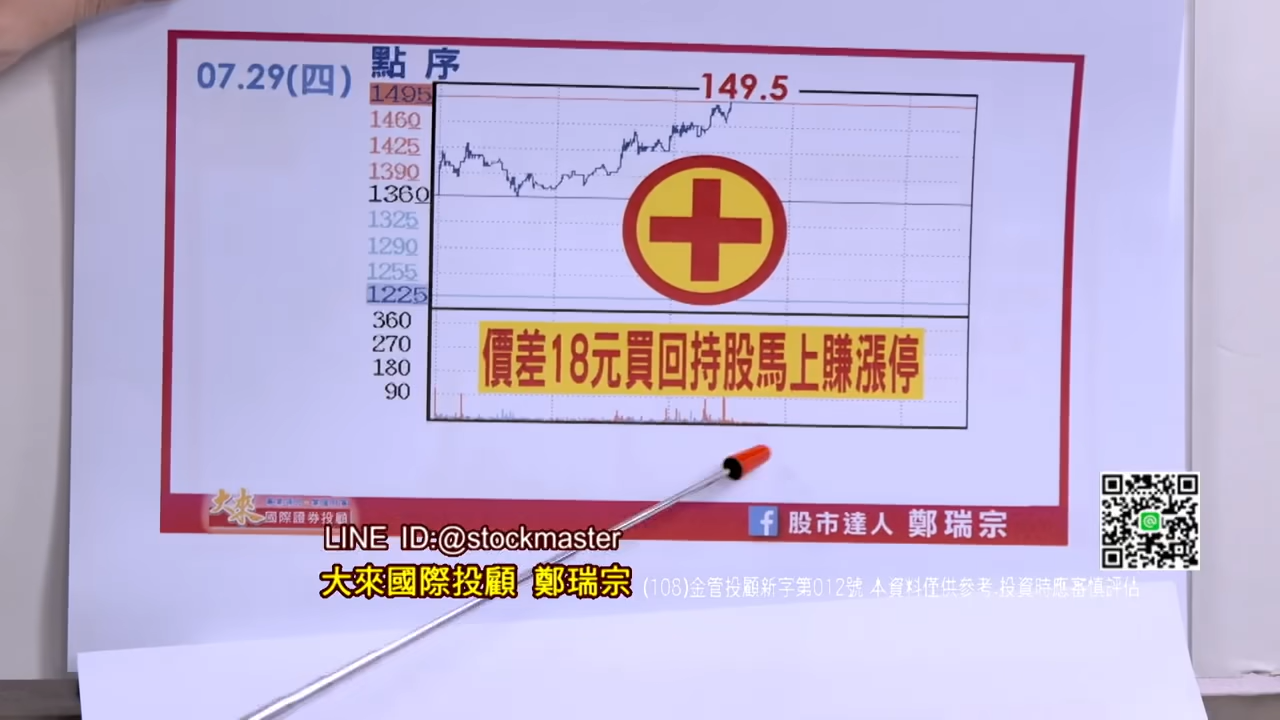 07.29(四)
點序
149.5
1495
1460
1425
1390
1360
1325
1290
1255
1225
360
270
180
90
價差18元買回持股馬上賺漲停
大來
國際證券投顧
f 股市達人 鄭瑞宗
LINE ID:@stockmaster
大來國際投顧 鄭瑞宗 (108)金管投顧新字第012號 本資料僅供參考.投資時應審慎評估